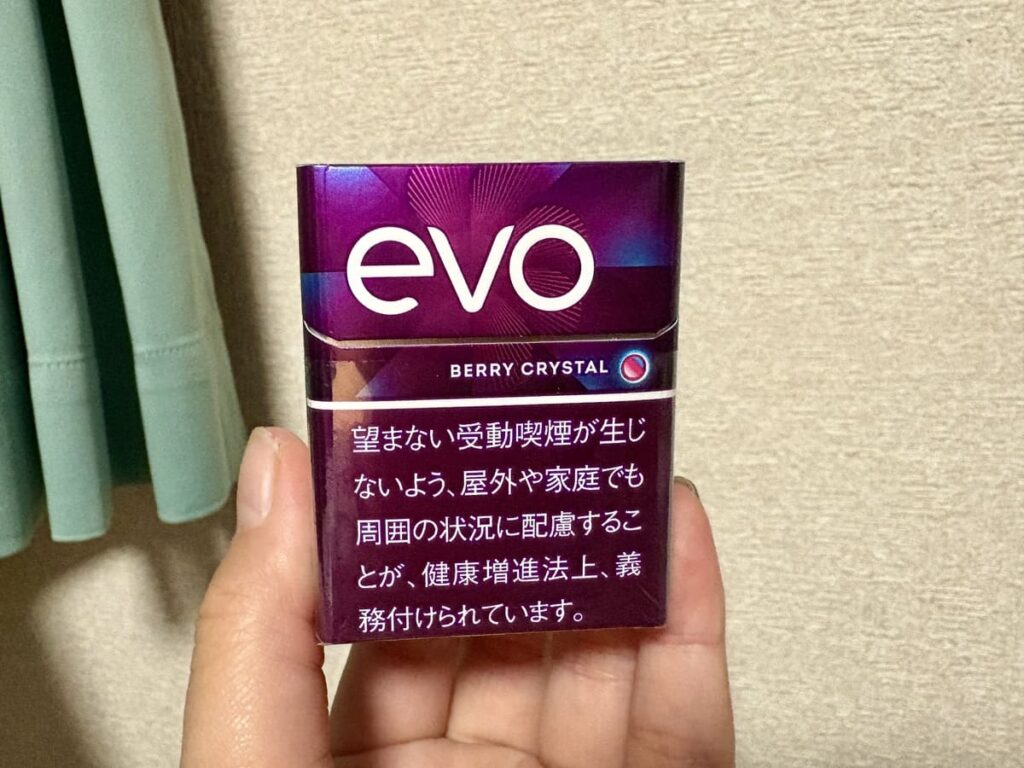 evo
BERRY CRYSTAL
望まない受動喫煙が生じ
ないよう、屋外や家庭でも
周囲の状況に配慮するこ
とが、健康増進法上、義
務付けられています。